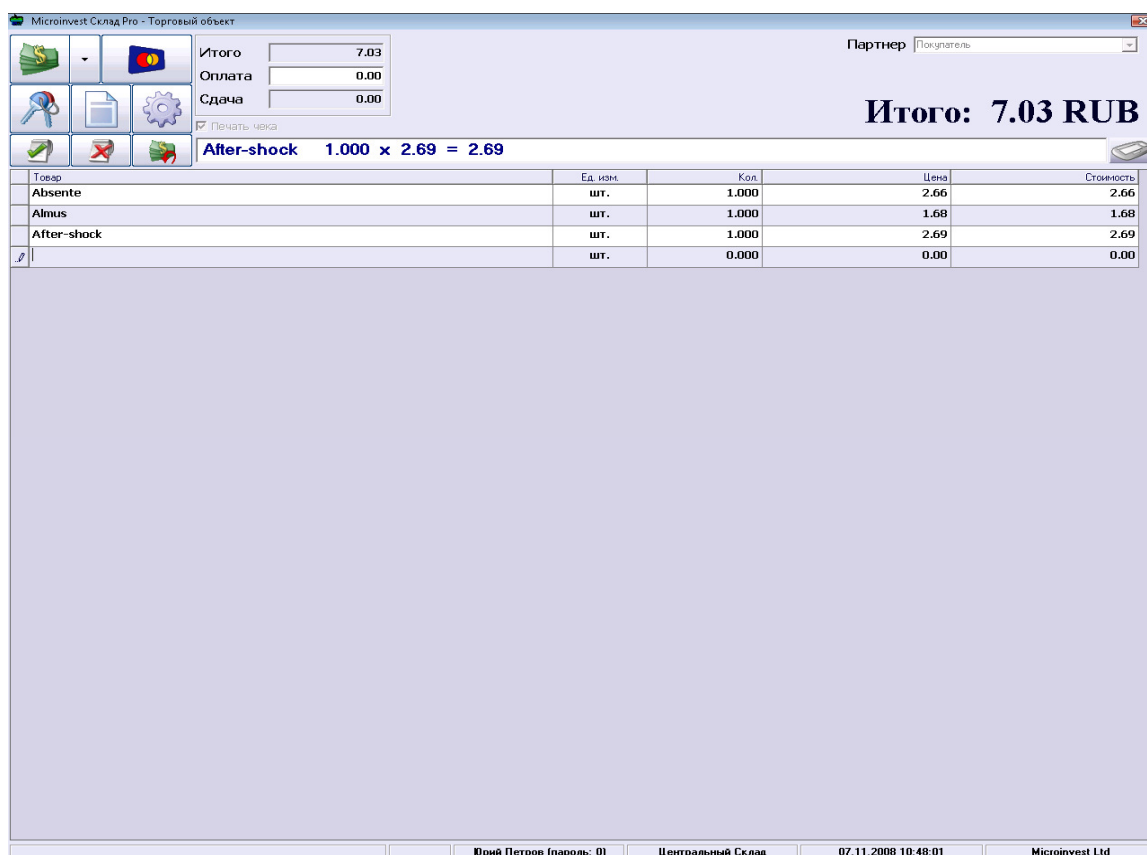 Microinvest Склад Pro - Торговый объект
Итого 7.03
Партнер Покупатель
Оплата 0.00
Сдача 0.00
Итого: 7.03 RUB
Печать чека
After-shock 1.000 x 2.69 = 2.69
Товар Ед. изм. Кол. Цена Стоимость
Absente шт. 1.000 2.66 2.66
Almus шт. 1.000 1.68 1.68
After-shock шт. 1.000 2.69 2.69
шт. 0.000 0.00 0.00
Юрий Петров (пароль: 0) Центральный Склад 07.11.2008 10:48:01 Microinvest Ltd